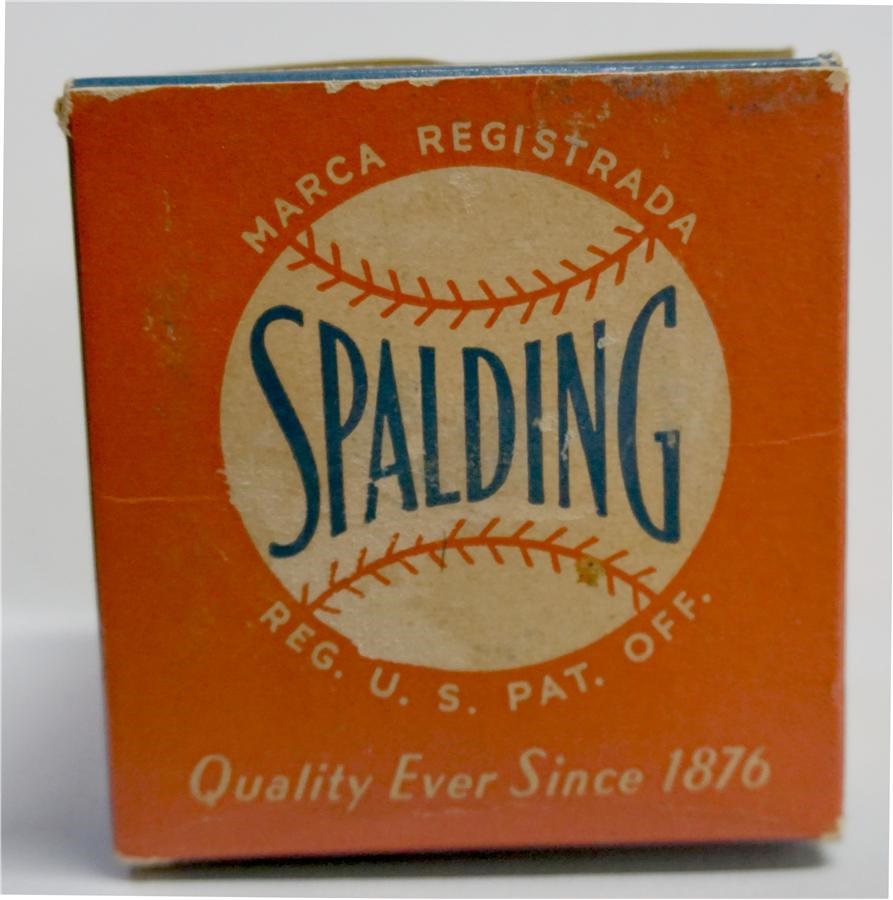 MARCA REGISTRADA
SPALDING
REG. U. S. PAT. OFF.
Quality Ever Since 1876